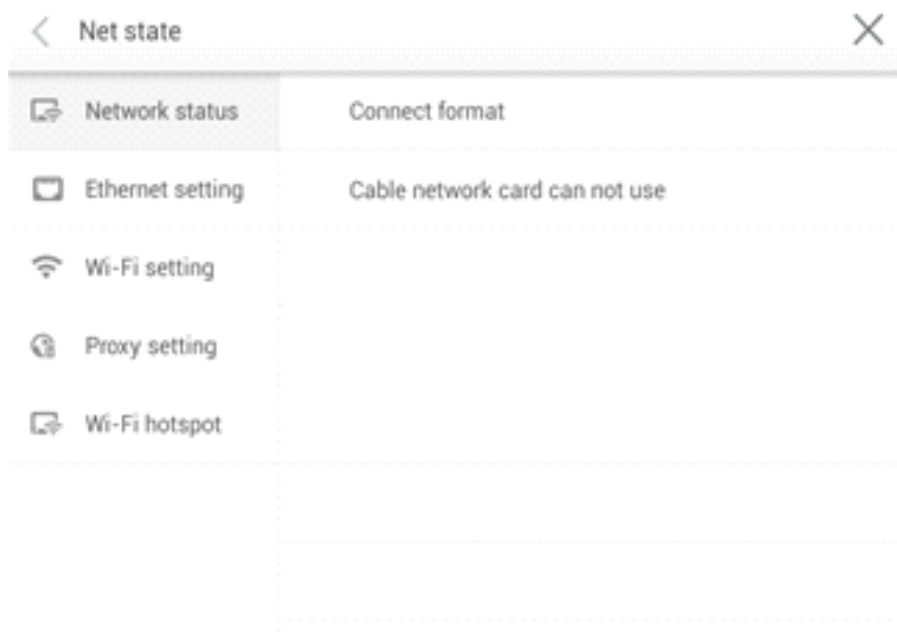 Net state
Network status
Connect format
Ethernet setting
Cable network card can not use
Wi-Fi setting
Proxy setting
Wi-Fi hotspot